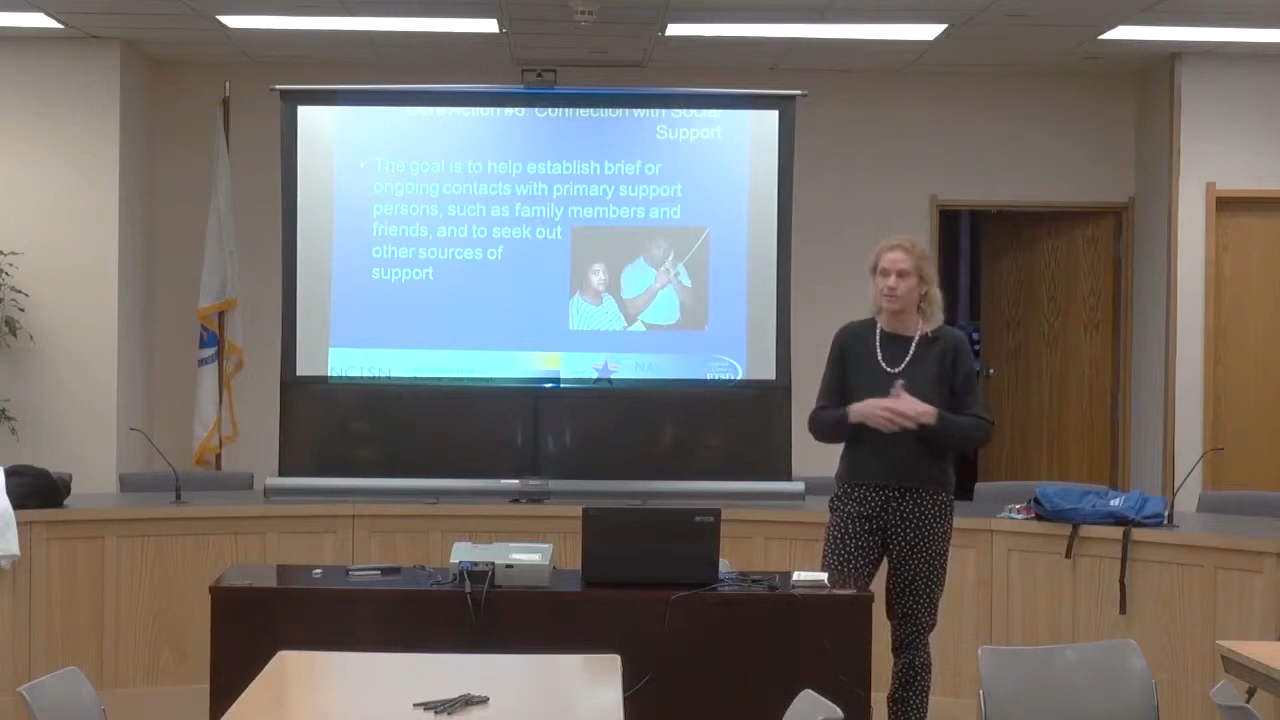 Core Action #5: Connection with Social
Support
• The goal is to help establish brief or
ongoing contacts with primary support
persons, such as family members and
friends, and to seek out
other sources of
support
NCTSN
PTSD